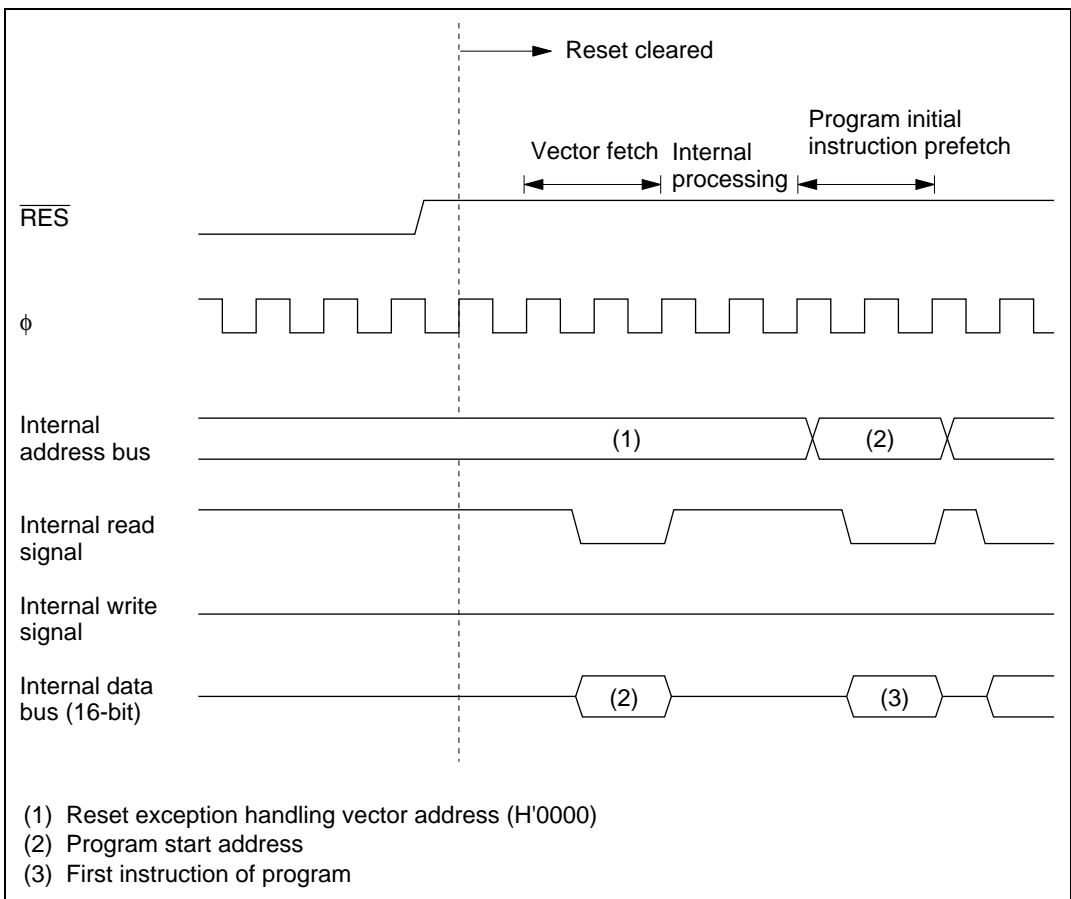 Reset cleared
Program initial
instruction prefetch
Vector fetch
Internal
processing
RES
ϕ
Internal
address bus
(1)
(2)
Internal read
signal
Internal write
signal
Internal data
bus (16-bit)
(2)
(3)
(1) Reset exception handling vector address (H'0000)
(2) Program start address
(3) First instruction of program